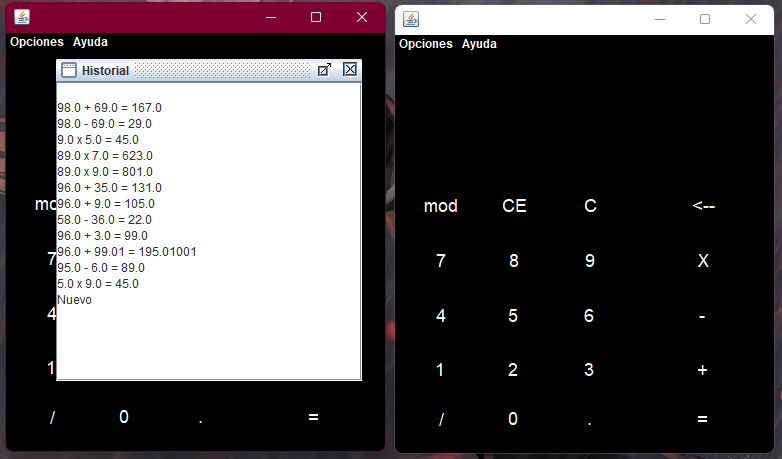 Opciones Ayuda
Historial
98.0 + 69.0 = 167.0
98.0 - 69.0 = 29.0
9.0 x 5.0 = 45.0
89.0 x 7.0 = 623.0
89.0 x 9.0 = 801.0
96.0 + 35.0 = 131.0
96.0 + 9.0 = 105.0
58.0 - 36.0 = 22.0
96.0 + 3.0 = 99.0
96.0 + 99.01 = 195.01001
95.0 - 6.0 = 89.0
5.0 x 9.0 = 45.0
Nuevo
7
4
1
/ 0 . =
Opciones Ayuda
mod CE C <--
7 8 9 X
4 5 6 -
1 2 3 +
/ 0 . =